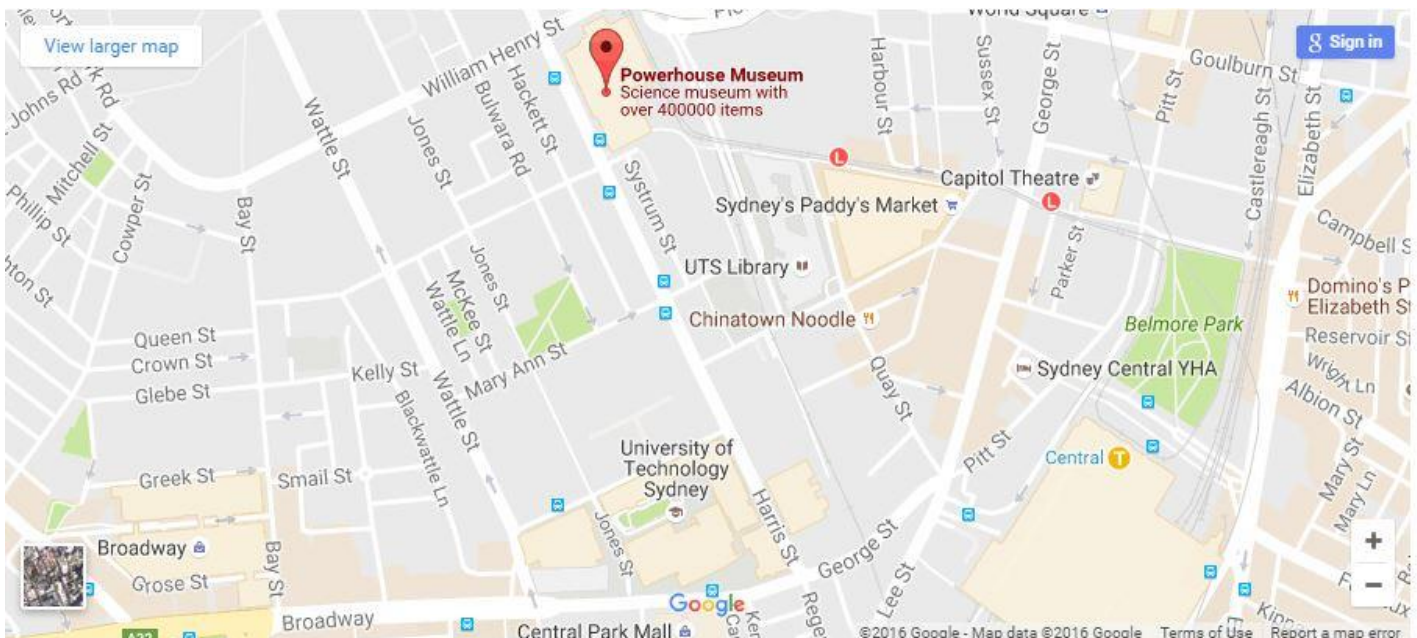 View larger map
William Henry St
World Square
Sign in
Goulburn St
Johns Rd
Mitchell St
Wattle St
Jones St
Bulwara Rd
Hackett St
Powerhouse Museum
Science museum with
over 400000 items
Harbour St
Sussex St
George St
Pitt St
Castlereagh St
Elizabeth St
Phillip St
Cowper St
Bay St
Systrum St
Capitol Theatre
L
L
Sydney's Paddy's Market
Parker St
Campbell S
UTS Library
Jones St
McKee St
Wattle Ln
Chinatown Noodle
Belmore Park
Domino's P
Elizabeth St
Reservoir St
Wright Ln
Albion St
Queen St
Crown St
Glebe St
Kelly St
Mary Ann St
Blackwattle Ln
Wattle St
Quay St
Sydney Central YHA
Pitt St
Central T
Mary St
Mary Ln
University of
Technology
Sydney
Greek St
Smail St
Harris St
Jones St
Broadway
Grose St
Bay St
George St
Lee St
+
−
Google
Broadway
Central Park Mall
©2016 Google - Map data ©2016 Google
Terms of Use
Report a map error